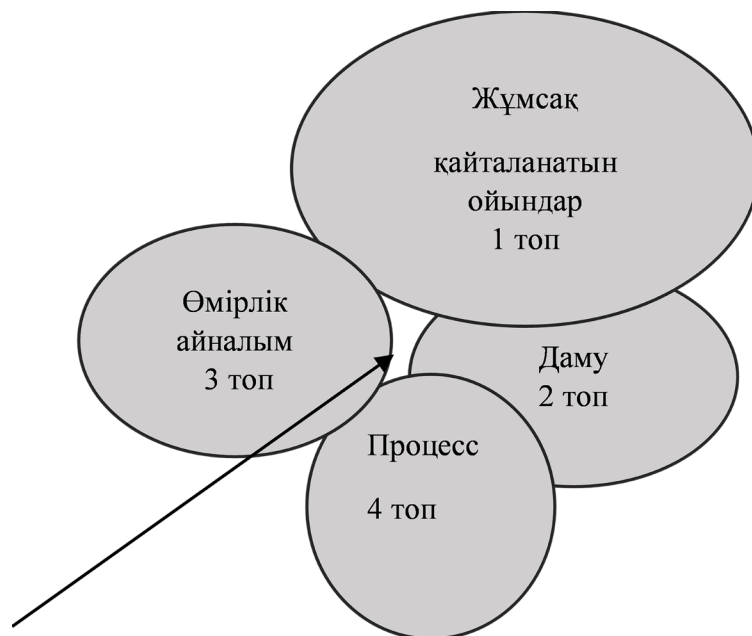 Жұмсақ
қайталанатын
ойындар
1 топ
Өмірлік
айналым
3 топ
Даму
2 топ
Процесс
4 топ